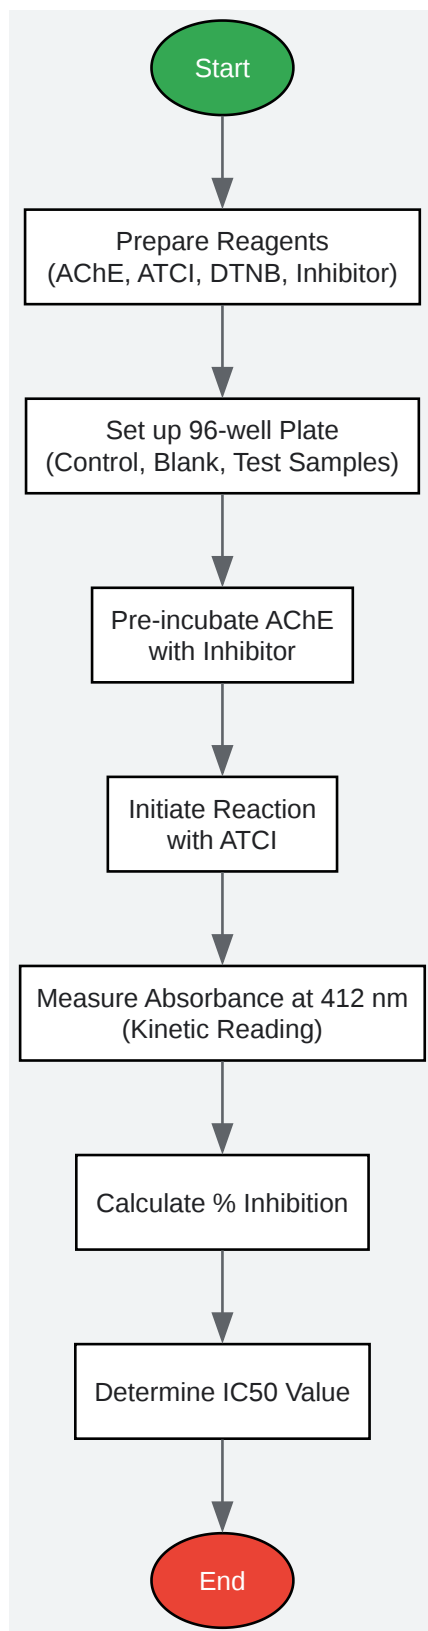 Start
Prepare Reagents
(AChE, ATCI, DTNB, Inhibitor)
Set up 96-well Plate
(Control, Blank, Test Samples)
Pre-incubate AChE
with Inhibitor
Initiate Reaction
with ATCI
Measure Absorbance at 412 nm
(Kinetic Reading)
Calculate % Inhibition
Determine IC50 Value
End